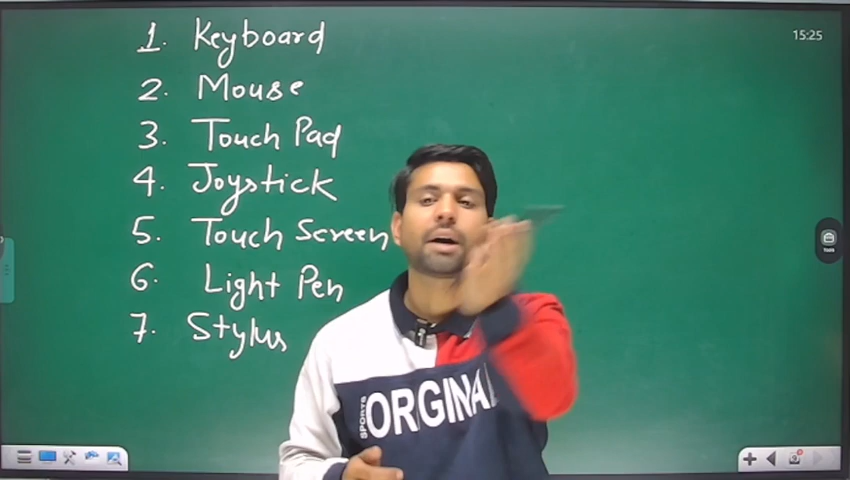 1. Keyboard
15:25
2. Mouse
3. Touch Pad
4. Joystick
5. Touch Screen
6. Light Pen
7. Stylus
Tools
SPORTS
ORGINAL